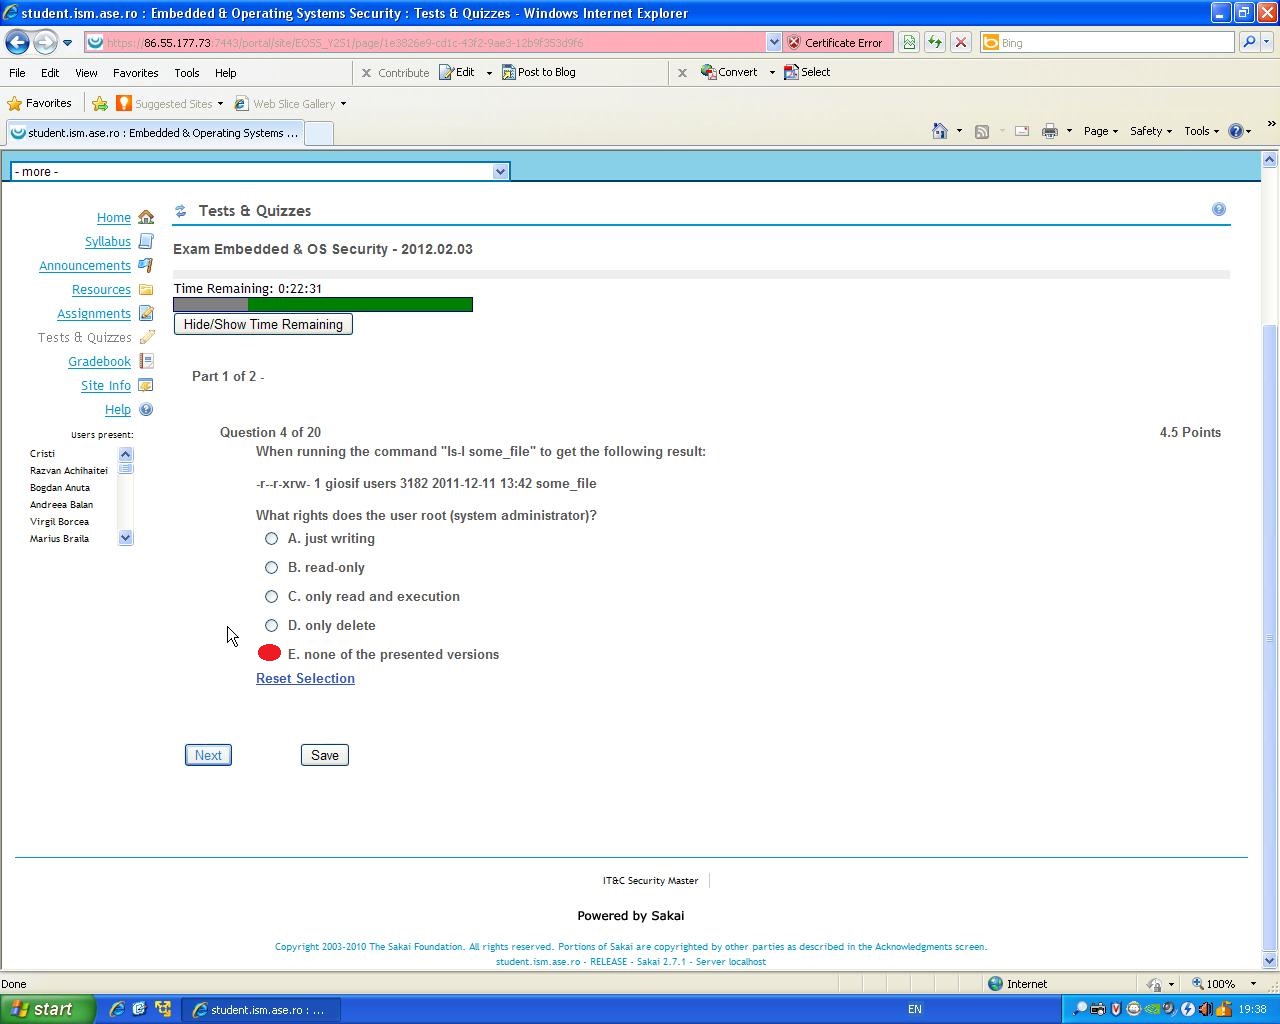 student.ism.ase.ro : Embedded & Operating Systems Security : Tests & Quizzes - Windows Internet Explorer
https://86.55.177.73:7443/portal/site/EOSS_Y2S1/page/1e3826e9-cd1c-43f2-9ae3-12b9f353d9f6 Certificate Error Bing
File Edit View Favorites Tools Help x Contribute Edit Post to Blog x Convert Select
Favorites Suggested Sites Web Slice Gallery
student.ism.ase.ro : Embedded & Operating Systems ... Page Safety Tools »
- more -
Home
Syllabus
Announcements
Resources
Assignments
Tests & Quizzes
Gradebook
Site Info
Help
Users present:
Cristi
Razvan Achihaitei
Bogdan Anuta
Andreea Balan
Virgil Borcea
Marius Braila
Tests & Quizzes
Exam Embedded & OS Security - 2012.02.03
Time Remaining: 0:22:31
Hide/Show Time Remaining
Part 1 of 2 -
Question 4 of 20 4.5 Points
When running the command "ls-l some_file" to get the following result:
-r--r-xrw- 1 giosif users 3182 2011-12-11 13:42 some_file
What rights does the user root (system administrator)?
A. just writing
B. read-only
C. only read and execution
D. only delete
E. none of the presented versions
Reset Selection
Next Save
IT&C Security Master
Powered by Sakai
Copyright 2003-2010 The Sakai Foundation. All rights reserved. Portions of Sakai are copyrighted by other parties as described in the Acknowledgments screen.
student.ism.ase.ro - RELEASE - Sakai 2.7.1 - Server localhost
Done Internet 100%
start student.ism.ase.ro : ... EN 19:38